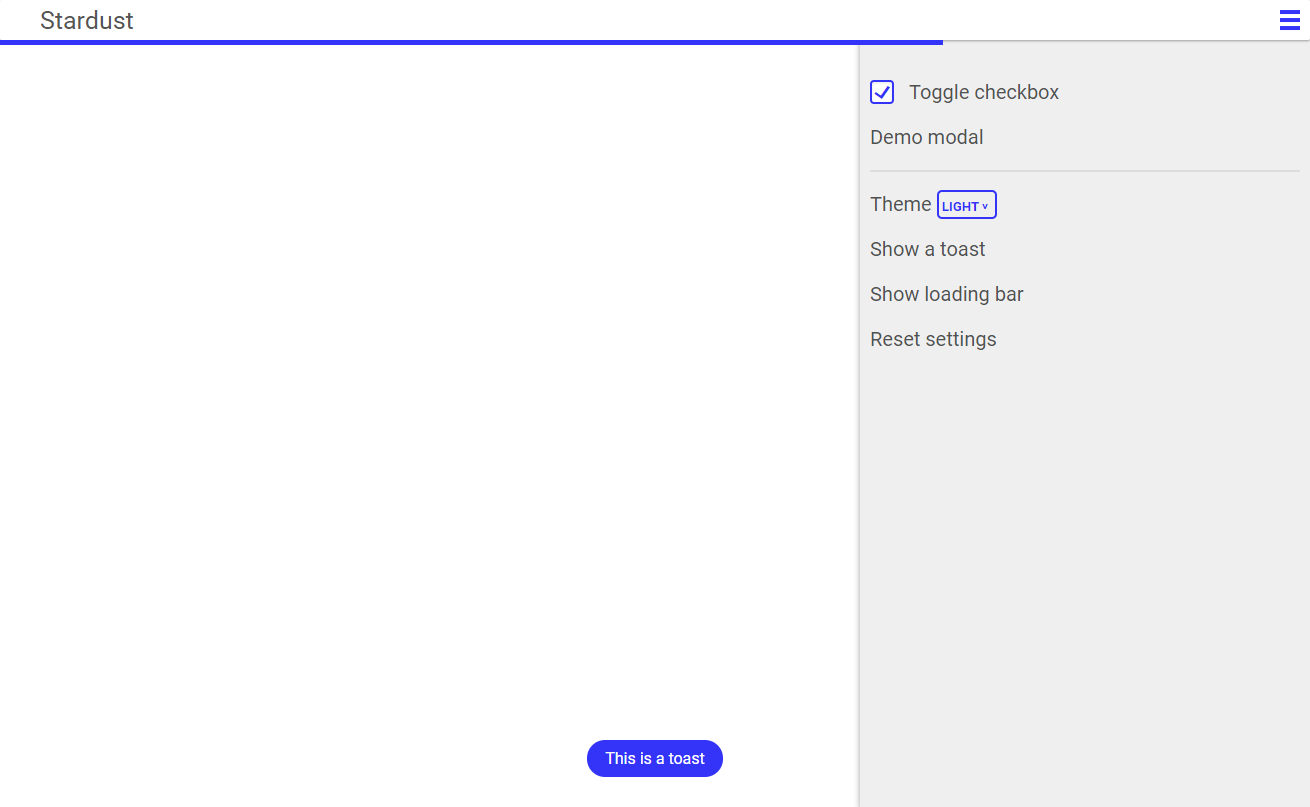 Stardust
Toggle checkbox
Demo modal
Theme LIGHT v
Show a toast
Show loading bar
Reset settings
This is a toast